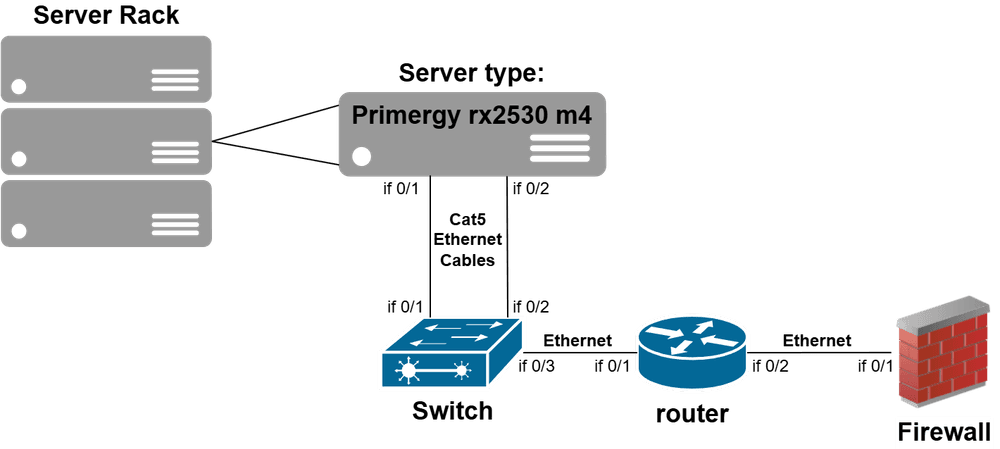 Server Rack
Server type:
Primergy rx2530 m4
if 0/1
if 0/2
Cat5
Ethernet
Cables
if 0/1
if 0/2
Ethernet
Ethernet
if 0/3
if 0/1
if 0/2
if 0/1
Switch
router
Firewall